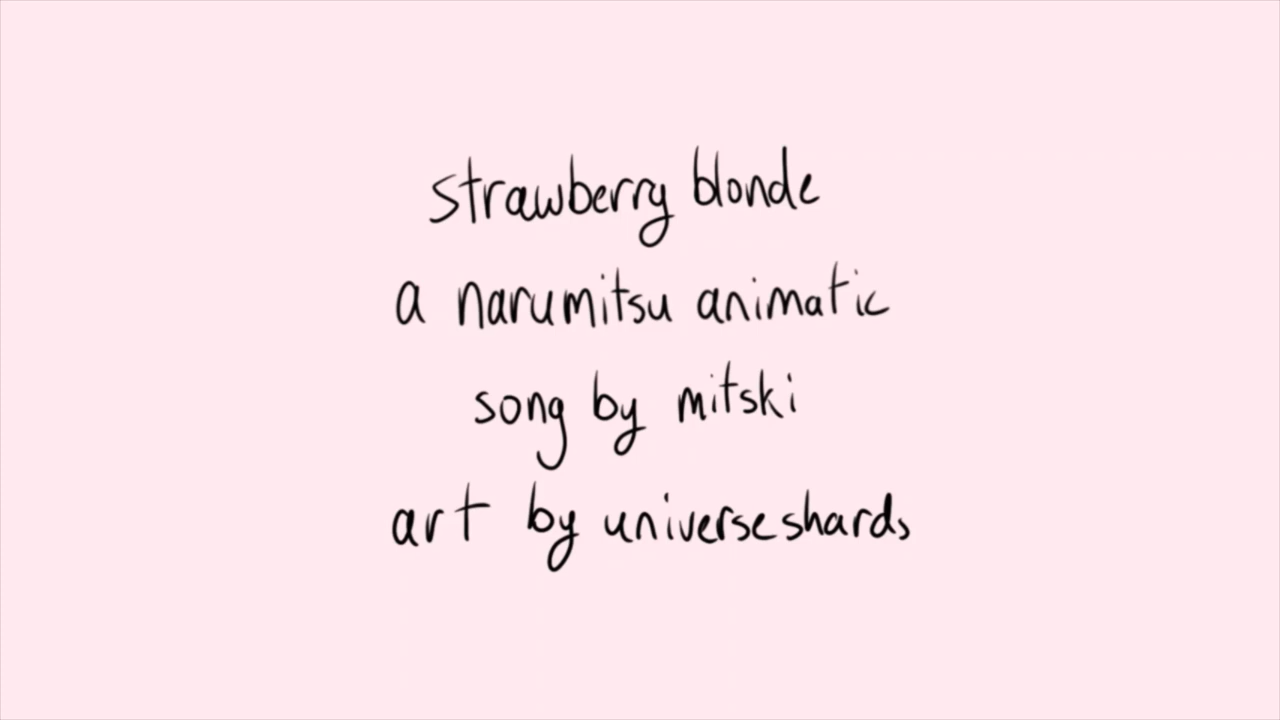 strawberry blonde
a narumitsu animatic
song by mitski
art by universeshards